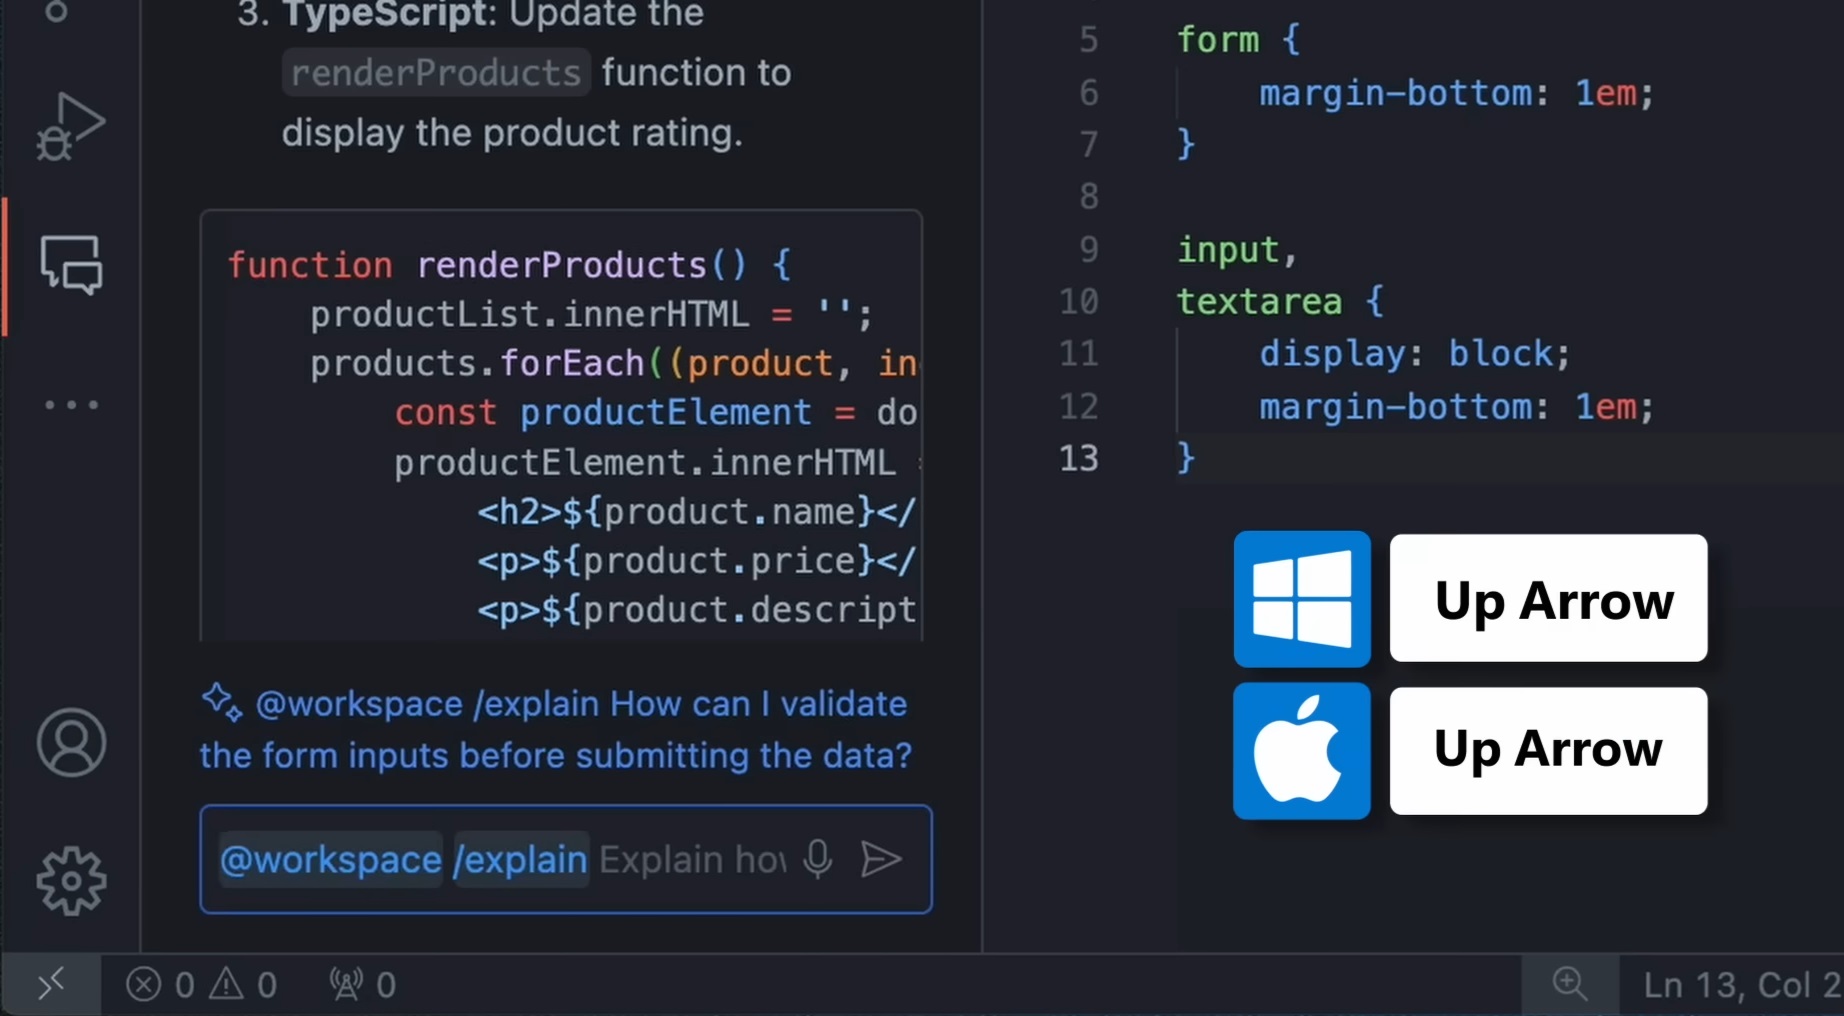 3. TypeScript: Update the
renderProducts function to
display the product rating.
function renderProducts() {
productList.innerHTML = '';
products.forEach((product, in
const productElement = do
productElement.innerHTML =
<h2>${product.name}</
<p>${product.price}</
<p>${product.descript
@workspace /explain How can I validate
the form inputs before submitting the data?
@workspace /explain Explain how
5 form {
6 margin-bottom: 1em;
7 }
8
9 input,
10 textarea {
11 display: block;
12 margin-bottom: 1em;
13 }
Up Arrow
Up Arrow
0 0 0
Ln 13, Col 2